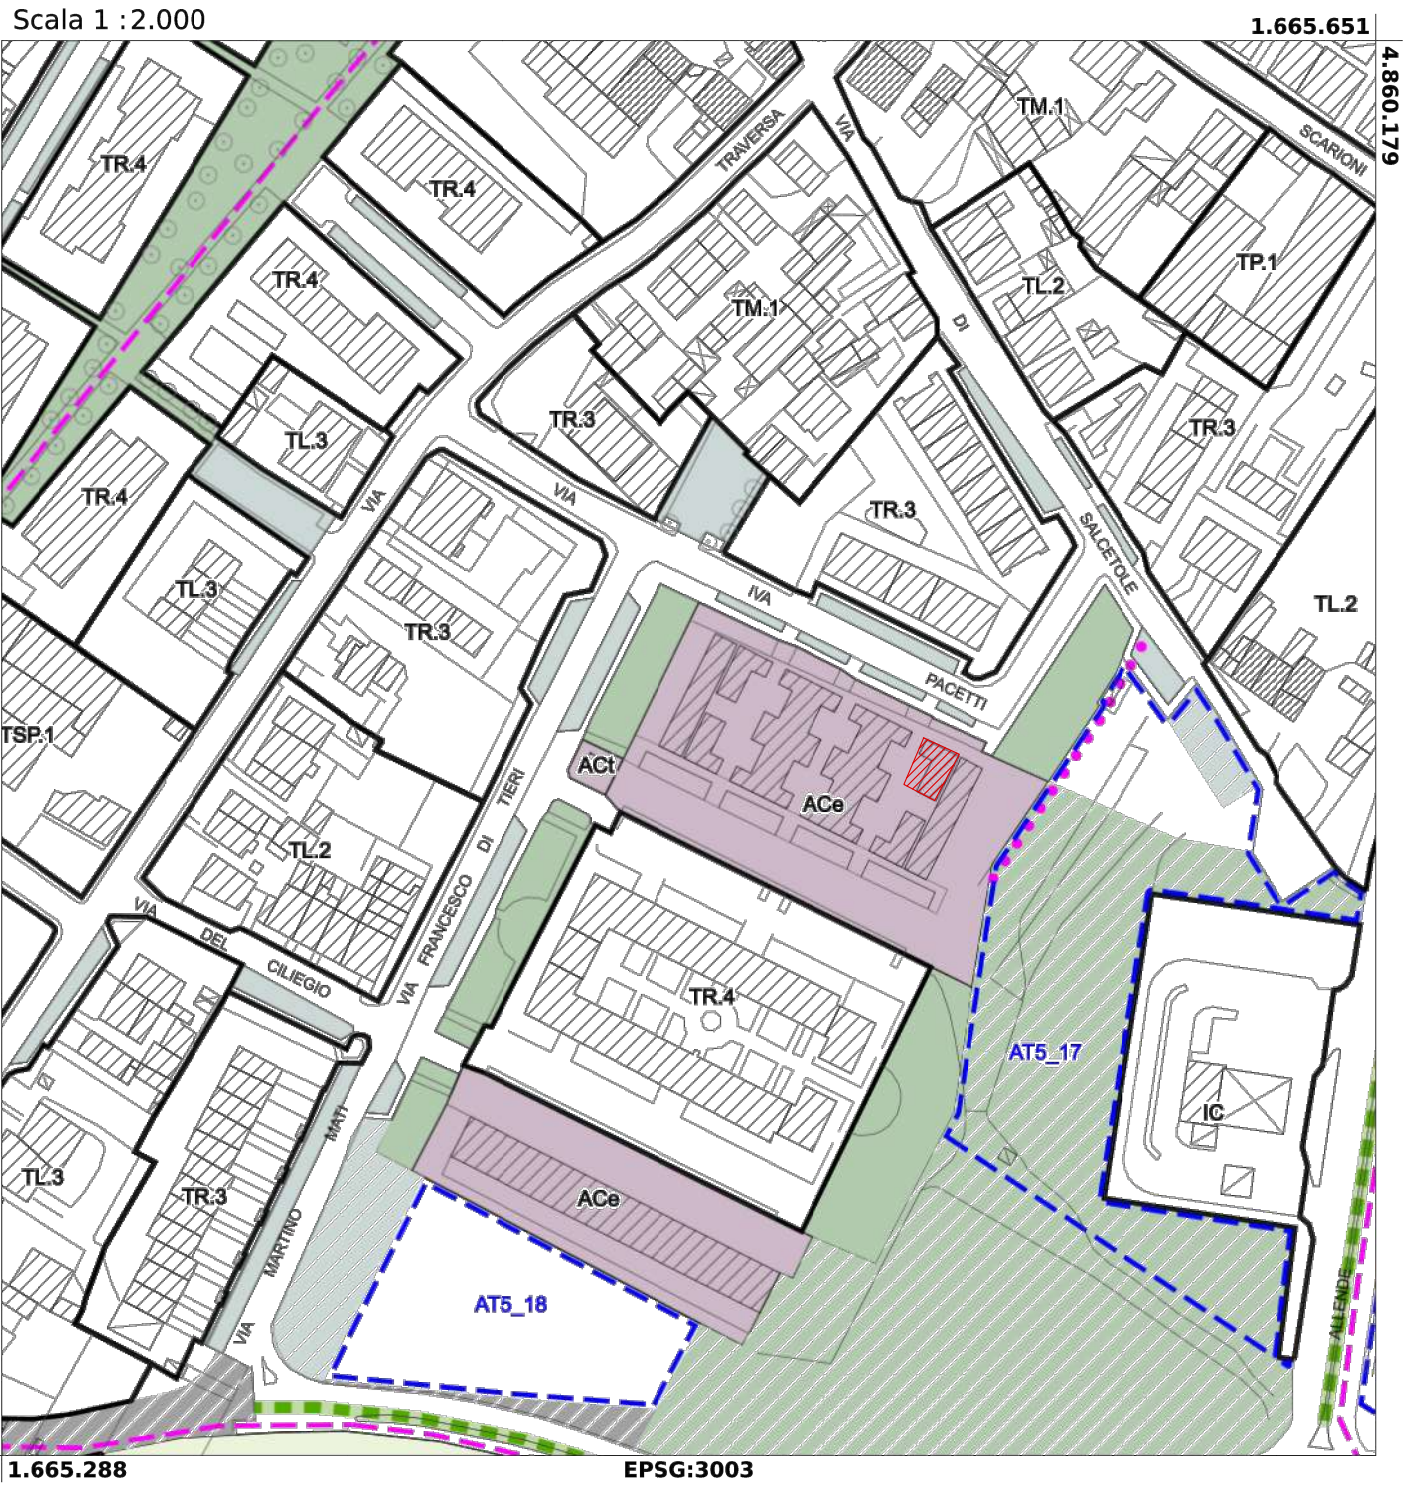 Scala 1 : 2.000
1.665.651
4.860.179
TRAVERSA
VIA
TM.1
SCARIONI
TR.4
TR.4
TP.1
TR.4
TM.1
TL.2
DI
TR.3
TL.3
TR.3
TR.4
VIA
VIA
TR.3
SALCETOLE
TL.3
IVA
TR.3
TL.2
PACETTI
TSP.1
ACt
TIERI
ACe
DI
TL.2
FRANCESCO
VIA
VIA
DEL
CILIEGIO
TR.4
AT5_17
IC
MATI
TL.3
TR.3
ACe
MARTINO
AT5_18
ALLENDE
VIA
1.665.288
EPSG:3003